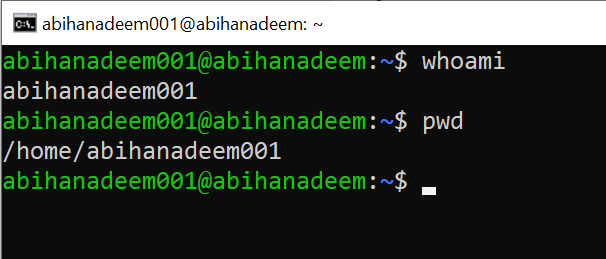 abihanadeem001@abihanadeem: ~
abihanadeem001@abihanadeem:~$ whoami
abihanadeem001
abihanadeem001@abihanadeem:~$ pwd
/home/abihanadeem001
abihanadeem001@abihanadeem:~$